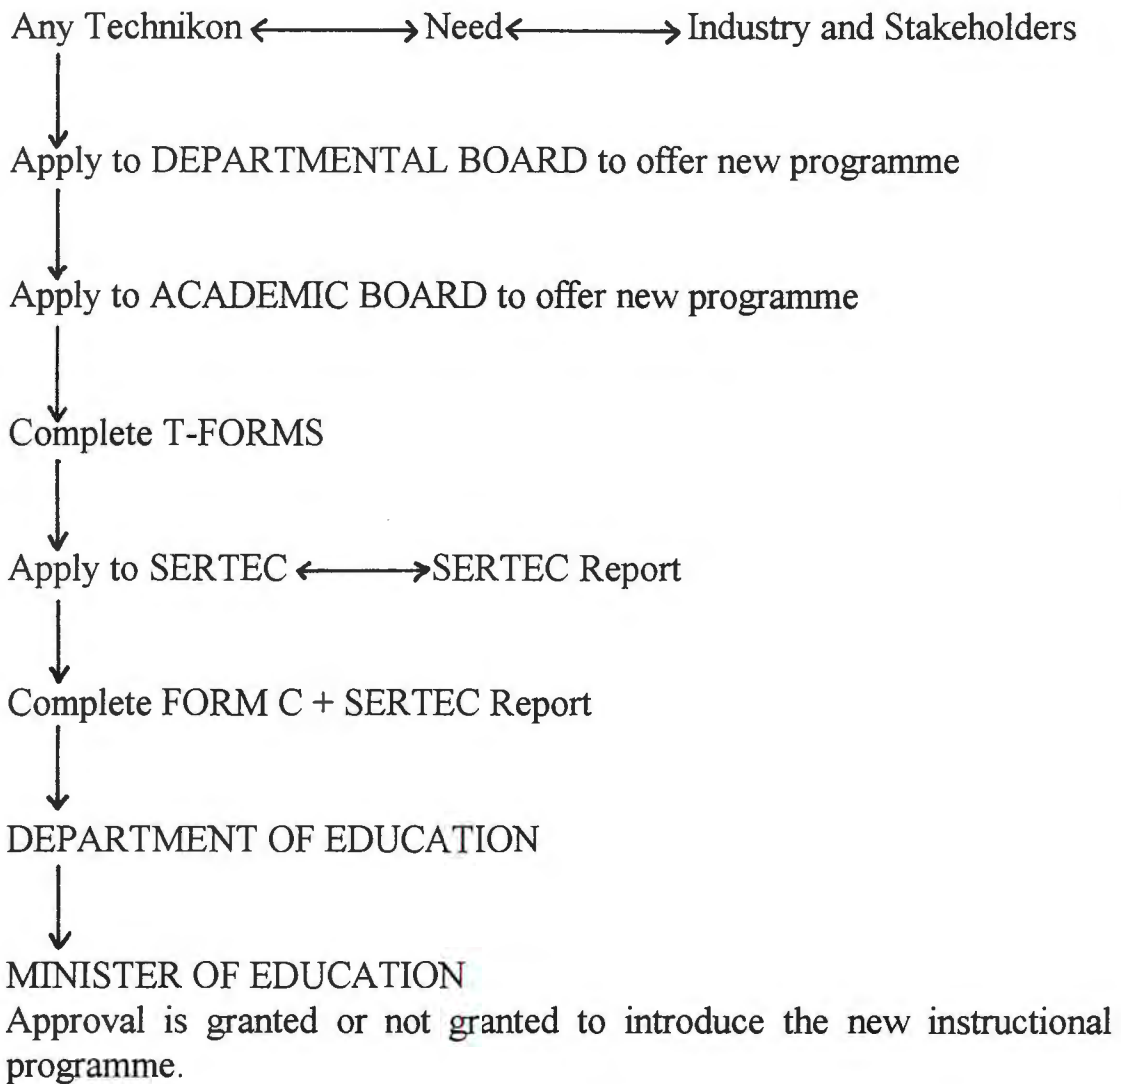 Any Technikon ←→ Need ←→ Industry and Stakeholders
Apply to DEPARTMENTAL BOARD to offer new programme
Apply to ACADEMIC BOARD to offer new programme
Complete T-FORMS
Apply to SERTEC ←→ SERTEC Report
Complete FORM C + SERTEC Report
DEPARTMENT OF EDUCATION
MINISTER OF EDUCATION
Approval is granted or not granted to introduce the new instructional
programme.